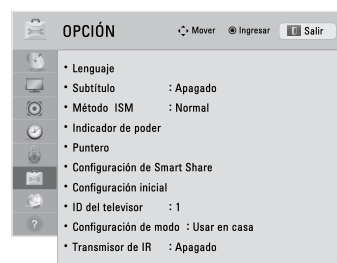 OPCIÓN Mover Ingresar Salir
• Lenguaje
• Subtítulo : Apagado
• Método ISM : Normal
• Indicador de poder
• Puntero
• Configuración de Smart Share
• Configuración inicial
• ID del televisor : 1
• Configuración de modo : Usar en casa
• Transmisor de IR : Apagado
?